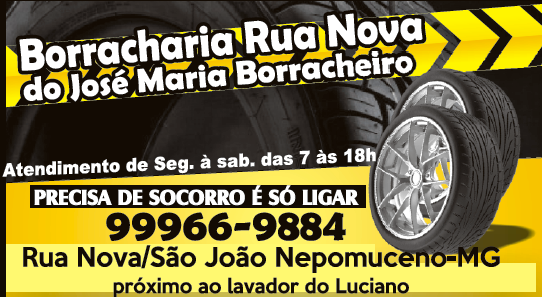 Borracharia Rua Nova
do José Maria Borracheiro
Atendimento de Seg. à sab. das 7 às 18h
PRECISA DE SOCORRO É SÓ LIGAR
99966-9884
Rua Nova/São João Nepomuceno-MG
próximo ao lavador do Luciano